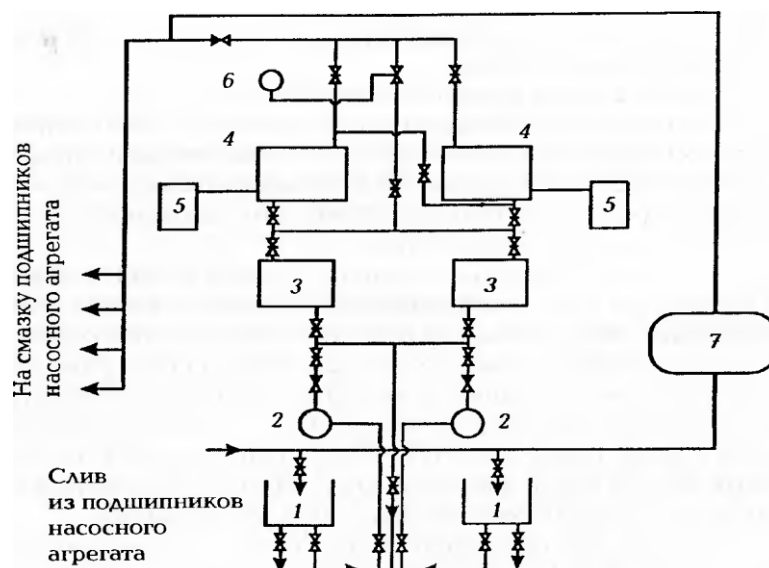 6
4
4
5
5
3
3
7
2
2
1
1
На смазку подшипников
насосного агрегата
Слив
из подшипников
насосного
агрегата